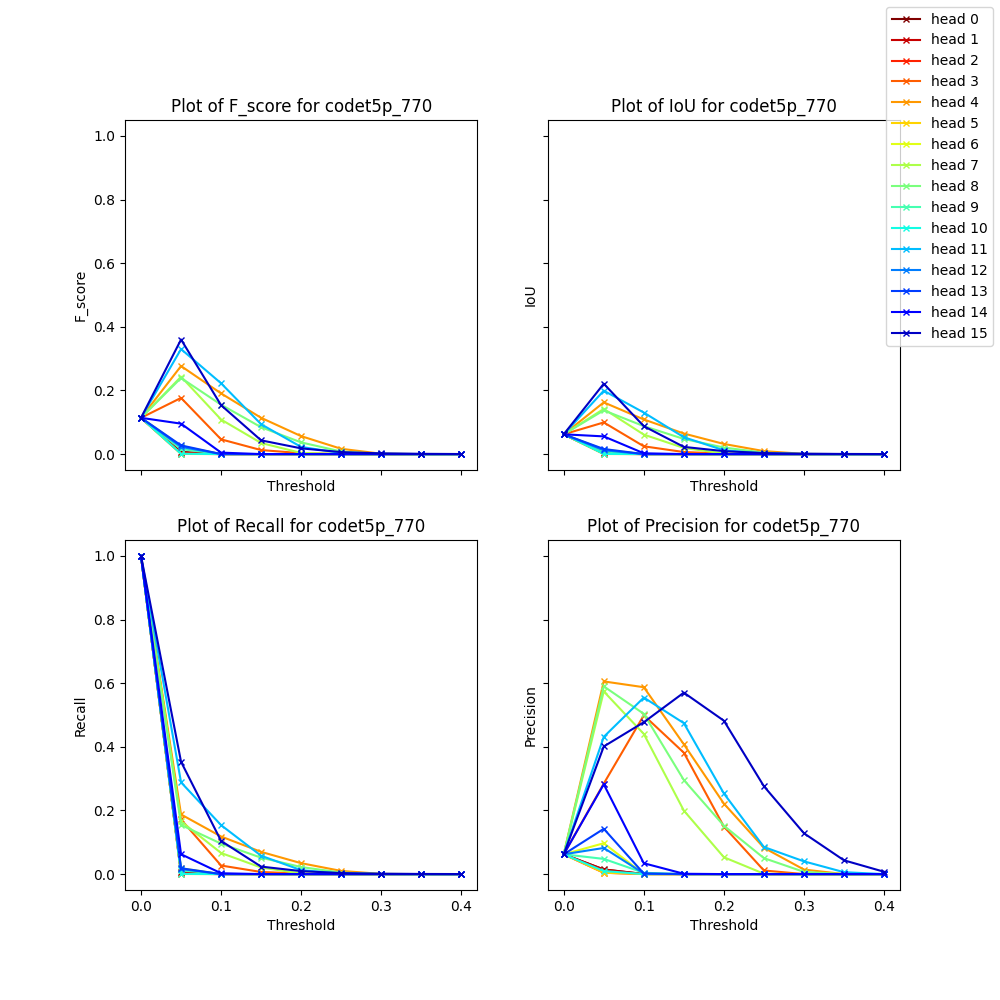 head 0
head 1
head 2
head 3
head 4
head 5
head 6
head 7
head 8
head 9
head 10
head 11
head 12
head 13
head 14
head 15
Plot of F_score for codet5p_770
1.0
0.8
0.6
0.4
0.2
0.0
F_score
Threshold
Plot of IoU for codet5p_770
IoU
Threshold
Plot of Recall for codet5p_770
1.0
0.8
0.6
0.4
0.2
0.0
Recall
0.0 0.1 0.2 0.3 0.4
Threshold
Plot of Precision for codet5p_770
Precision
0.0 0.1 0.2 0.3 0.4
Threshold